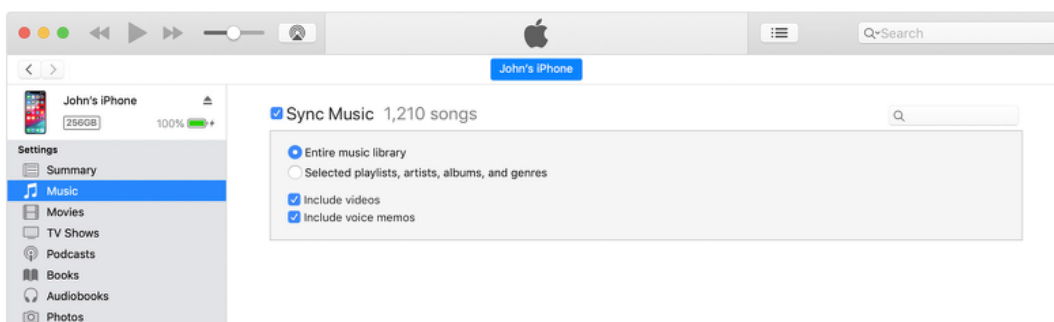 Search
John's iPhone
John's iPhone
256GB
100%
Settings
Summary
Music
Movies
TV Shows
Podcasts
Books
Audiobooks
Photos
Sync Music 1,210 songs
Entire music library
Selected playlists, artists, albums, and genres
Include videos
Include voice memos